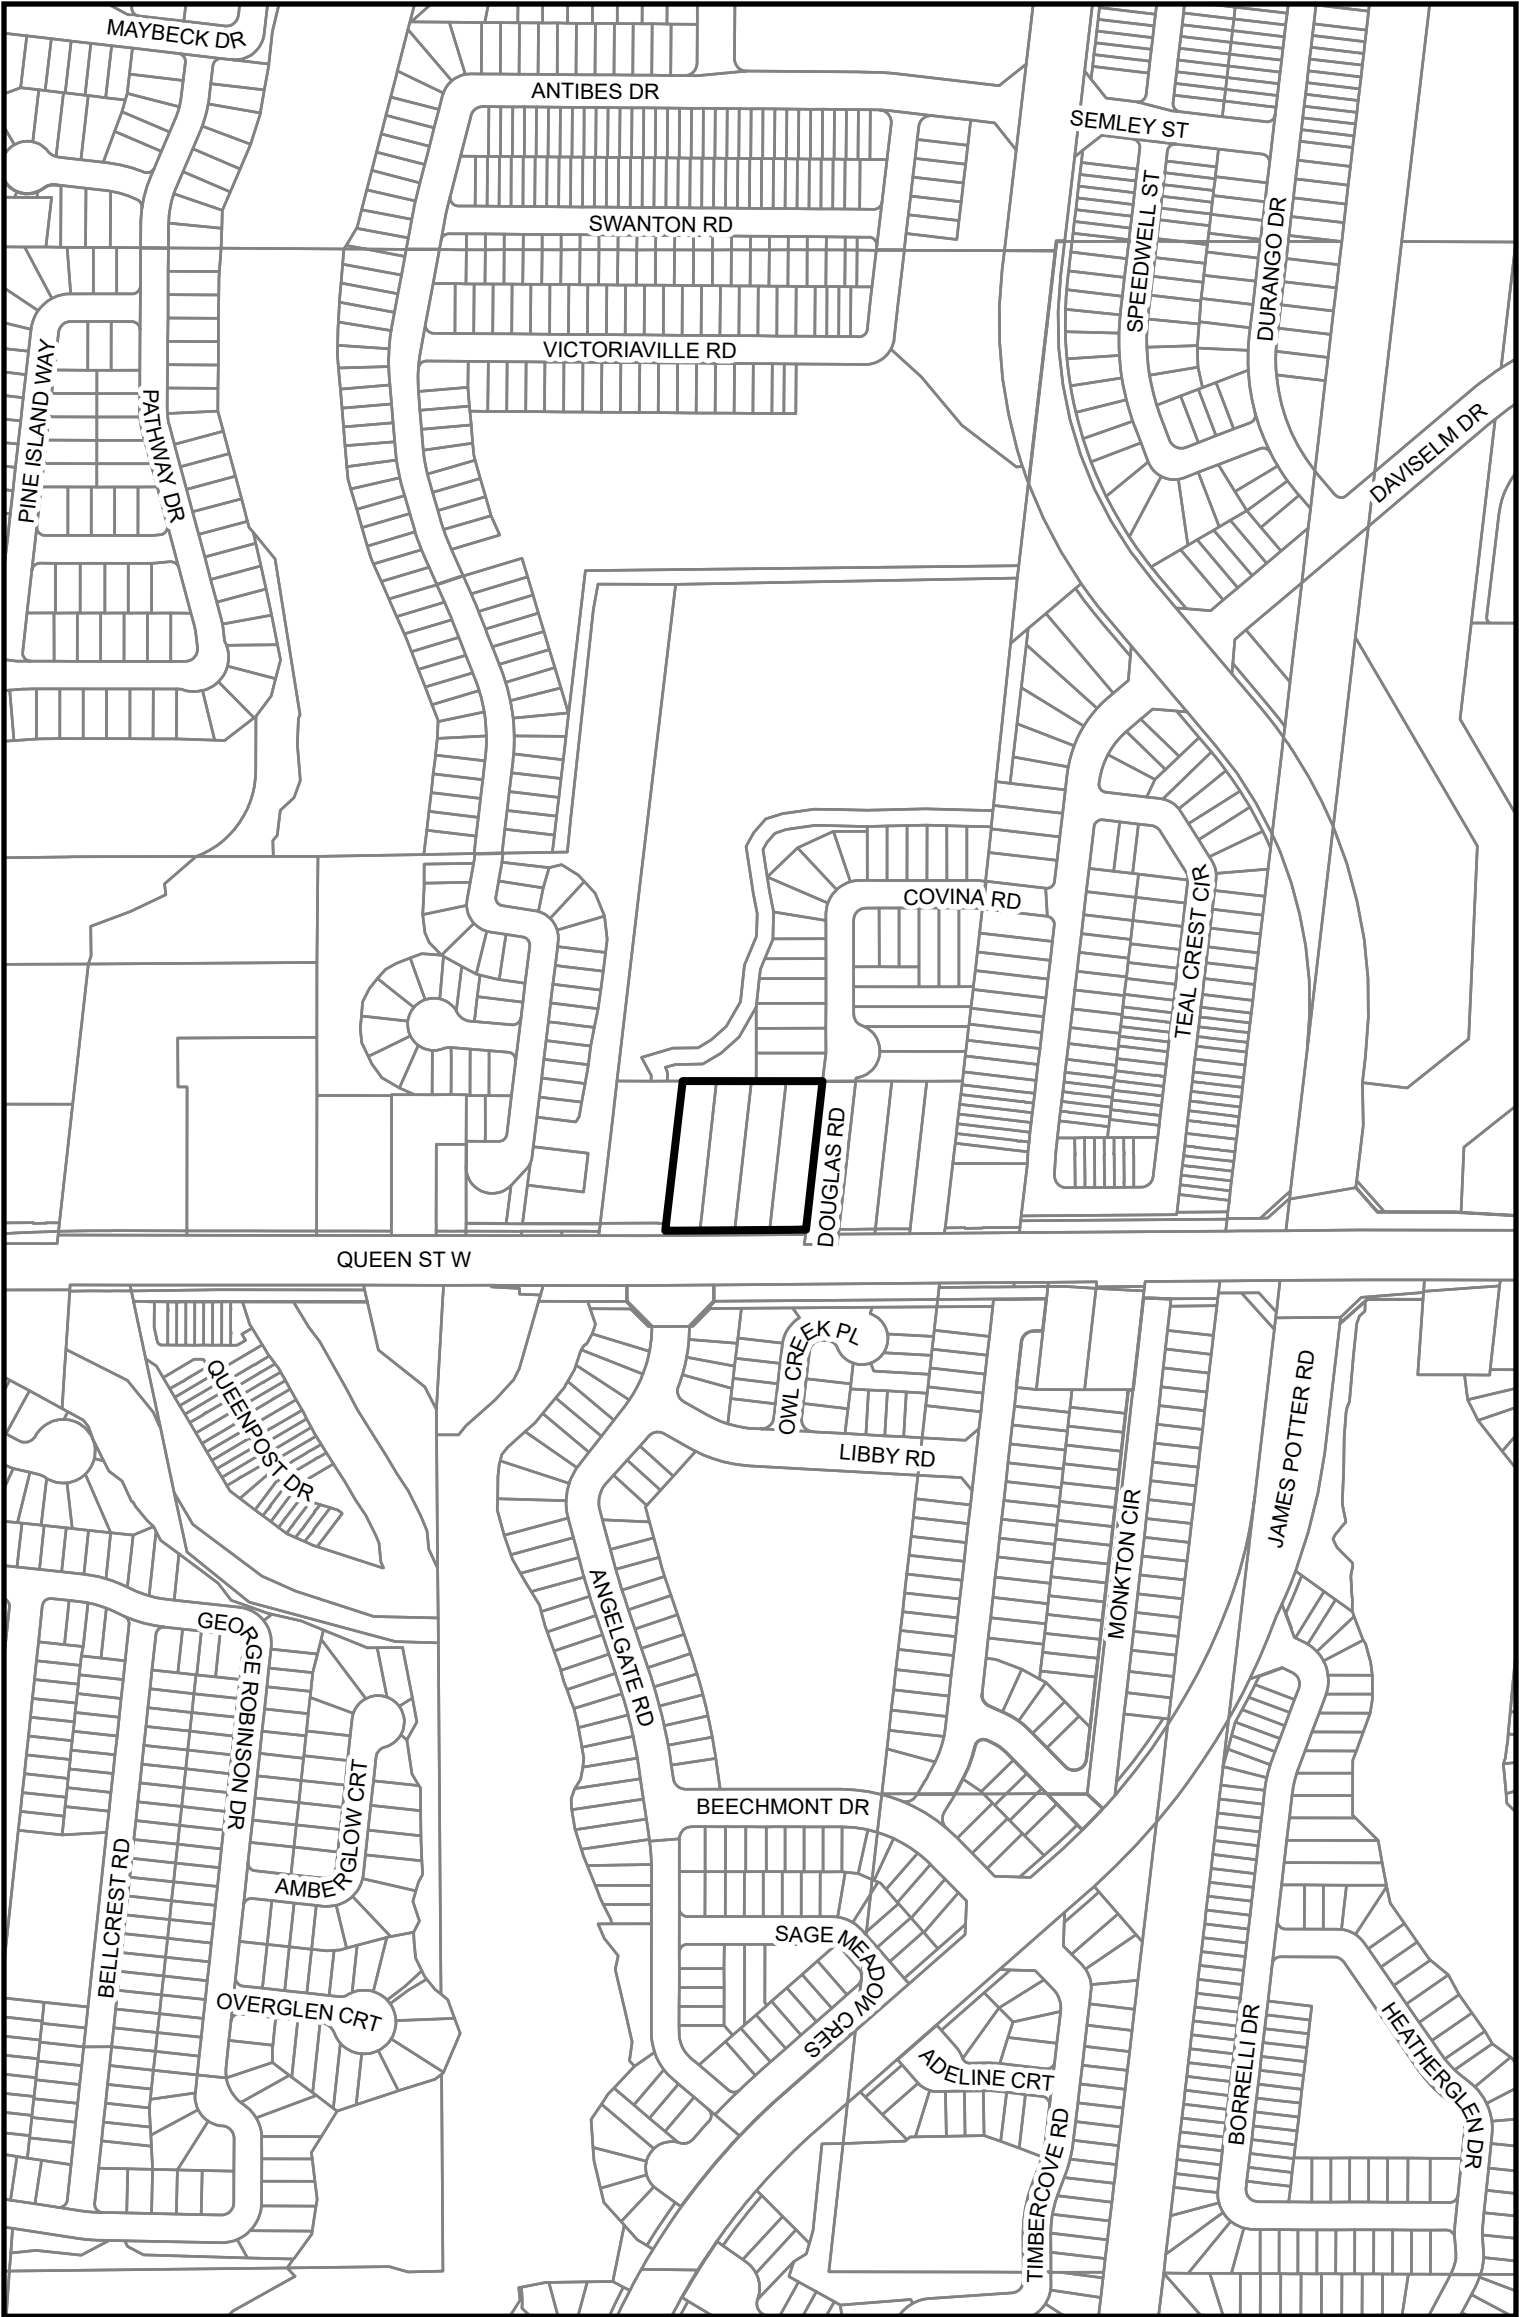 MAYBECK DR
ANTIBES DR
SEMLEY ST
SPEEDWELL ST
SWANTON RD
DURANGO DR
VICTORIAVILLE RD
PINE ISLAND WAY
PATHWAY DR
DAVISELM DR
COVINA RD
TEAL CREST CIR
DOUGLAS RD
QUEEN ST W
OWL CREEK PL
QUEENPOST DR
LIBBY RD
JAMES POTTER RD
MONKTON CIR
ANGELGATE RD
GEORGE ROBINSON DR
BEECHMONT DR
AMBERGLOW CRT
BELLCREST RD
SAGE MEADOW CRES
OVERGLEN CRT
ADELINE CRT
BORRELLI DR
HEATHERGLEN DR
TIMBERCOVE RD